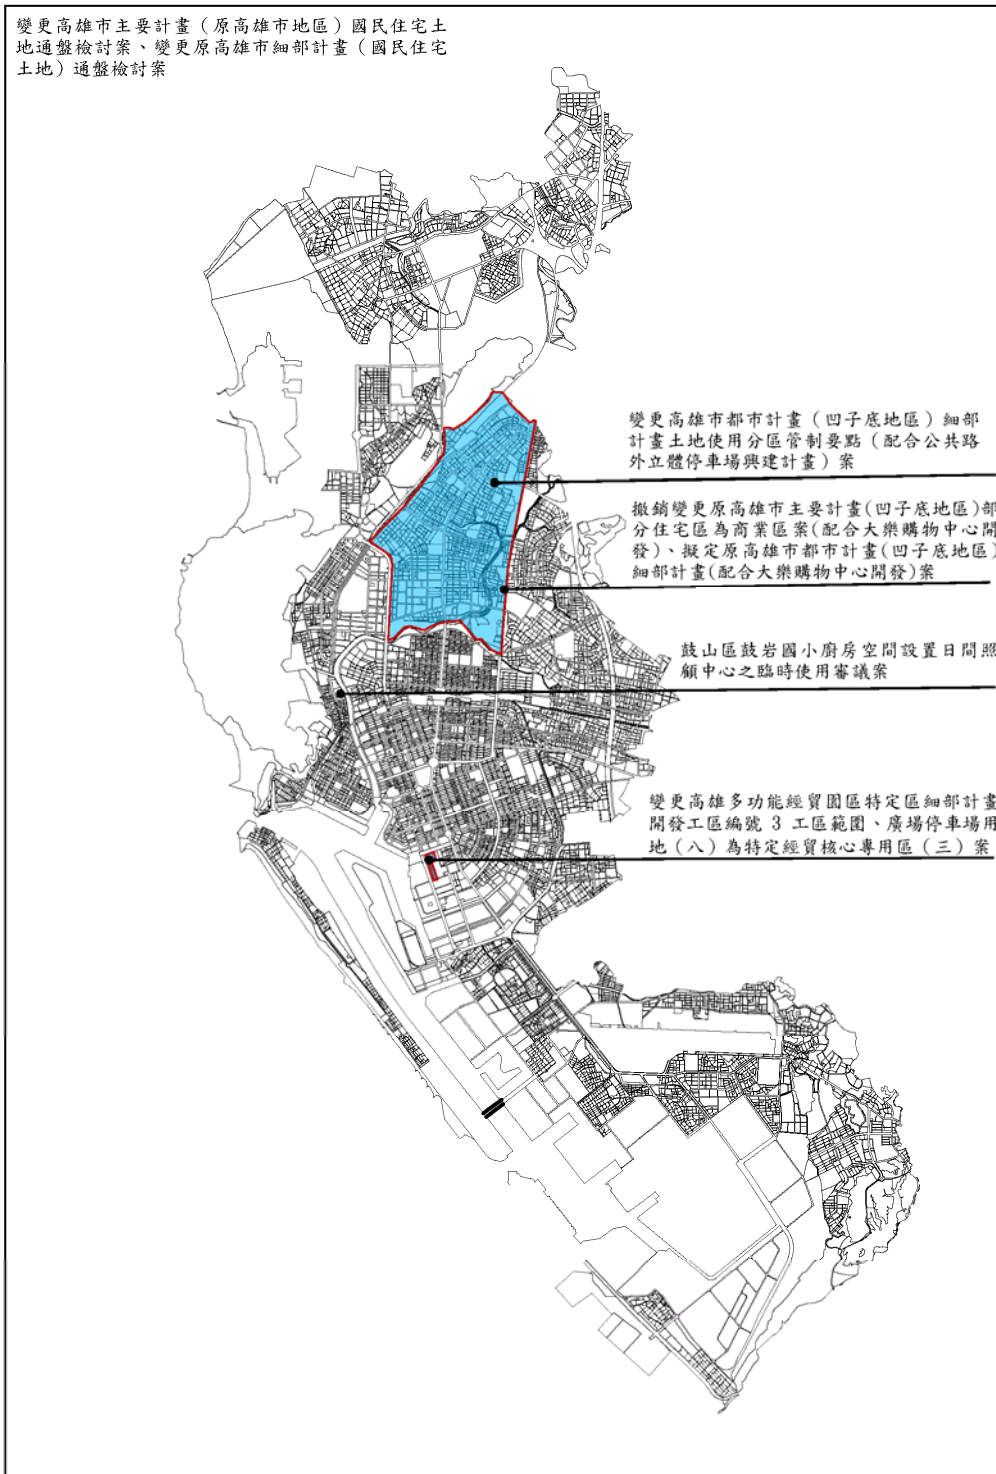 變更高雄市主要計畫（原高雄市地區）國民住宅土
地通盤檢討案、變更原高雄市細部計畫（國民住宅
土地）通盤檢討案
變更高雄市都市計畫（凹子底地區）細部
計畫土地使用分區管制要點（配合公共路
外立體停車場興建計畫）案
撤銷變更原高雄市主要計畫(凹子底地區)部
分住宅區為商業區案(配合大樂購物中心開
發)、擬定原高雄市都市計畫(凹子底地區)
細部計畫(配合大樂購物中心開發)案
鼓山區鼓岩國小廚房空間設置日間照
顧中心之臨時使用審議案
變更高雄多功能經貿園區特定區細部計畫
開發工區編號 3 工區範圍、廣場停車場用
地（八）為特定經貿核心專用區（三）案